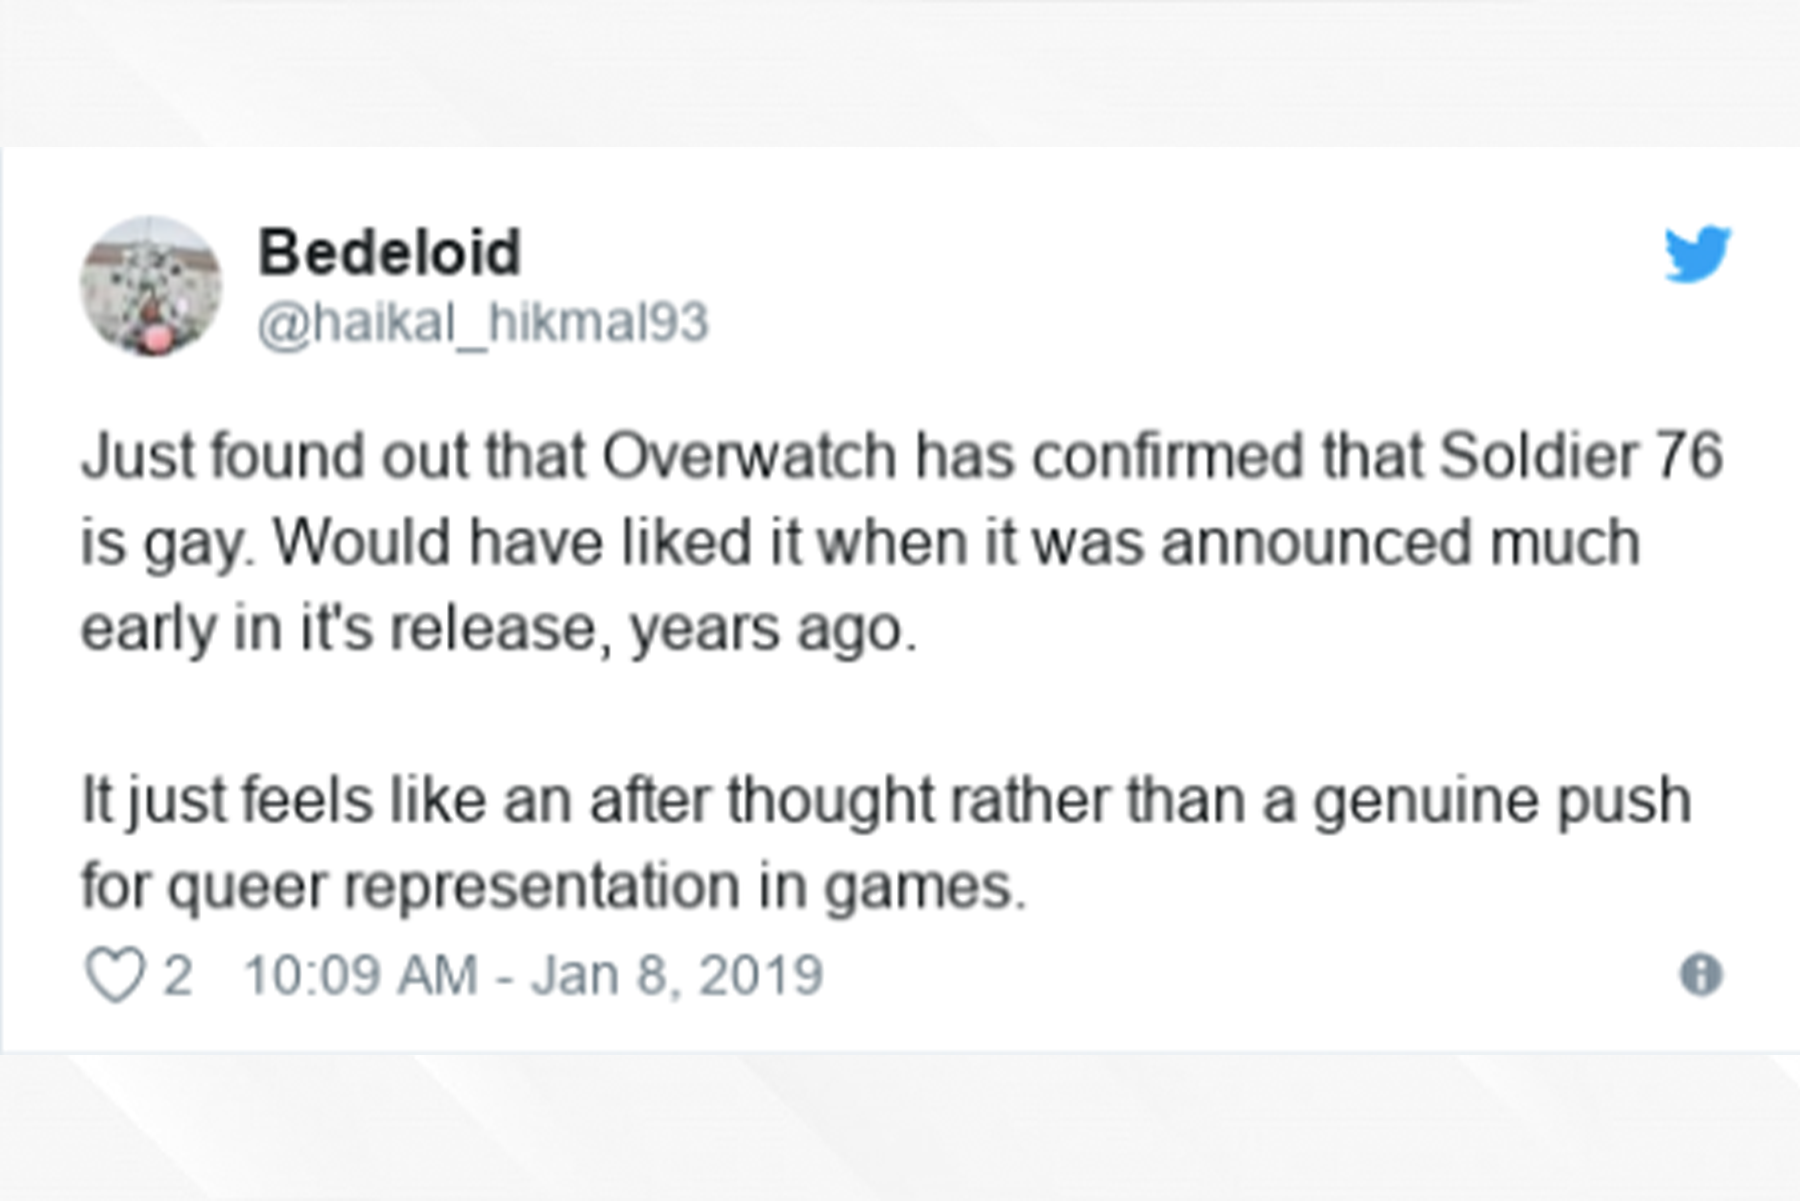 Bedeloid
@haikal_hikmal93
Just found out that Overwatch has confirmed that Soldier 76
is gay. Would have liked it when it was announced much
early in it's release, years ago.
It just feels like an after thought rather than a genuine push
for queer representation in games.
2 10:09 AM - Jan 8, 2019